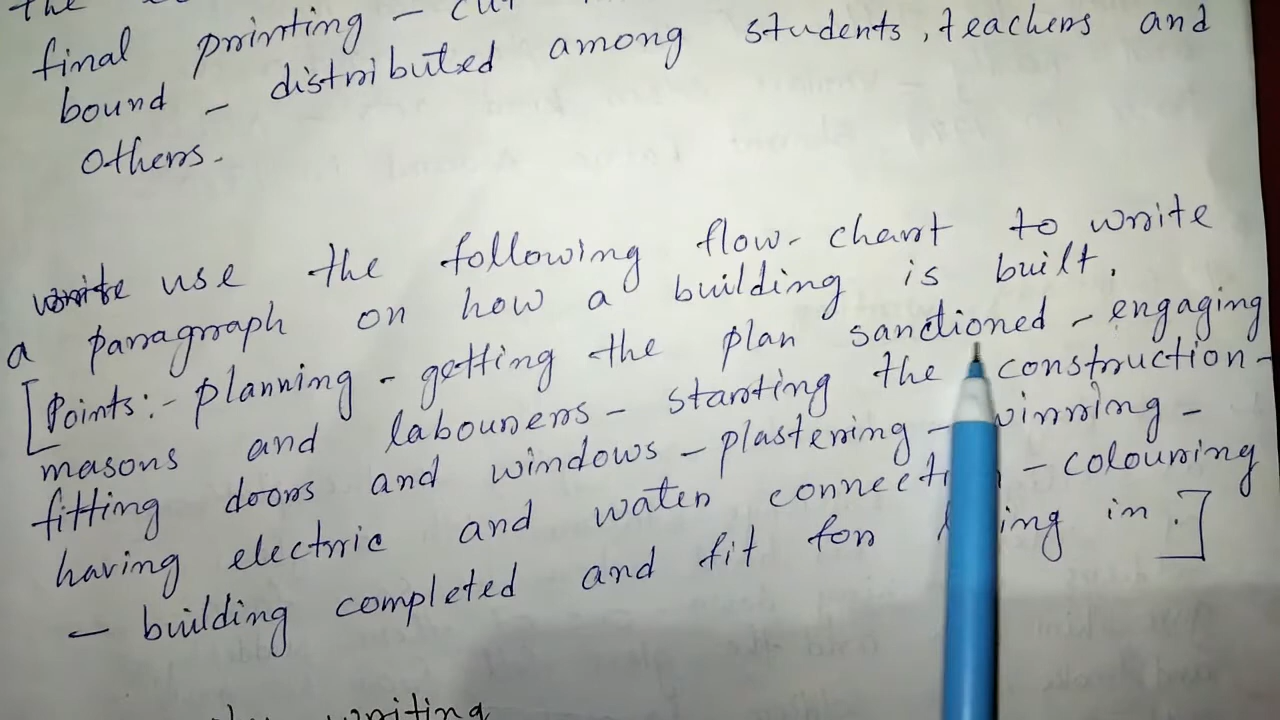 the
final printing - cut
bound - distributed among students, teachers and
others.
use the following flow-chart to write
a paragraph on how a building is built.
[Points:- planning - getting the plan sanctioned - engaging
masons and labourers - starting the construction -
fitting doors and windows - plastering -
having electric and water connection - colouring
- building completed and fit for living in.]
writing